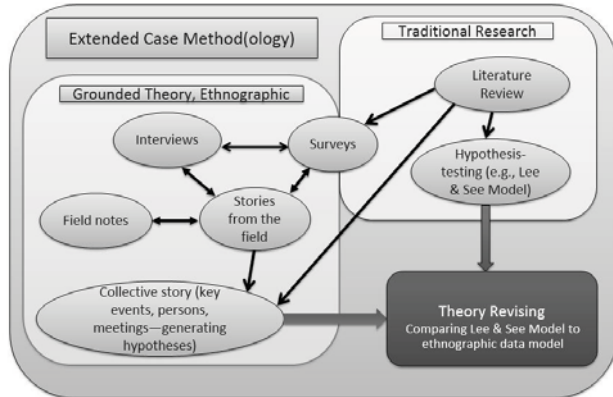 Extended Case Method(ology)
Traditional Research
Literature
Review
Grounded Theory, Ethnographic
Interviews
Surveys
Hypothesis-
testing (e.g., Lee
& See Model)
Field notes
Stories
from the
field
Collective story (key
events, persons,
meetings—generating
hypotheses)
Theory Revising
Comparing Lee & See Model to
ethnographic data model